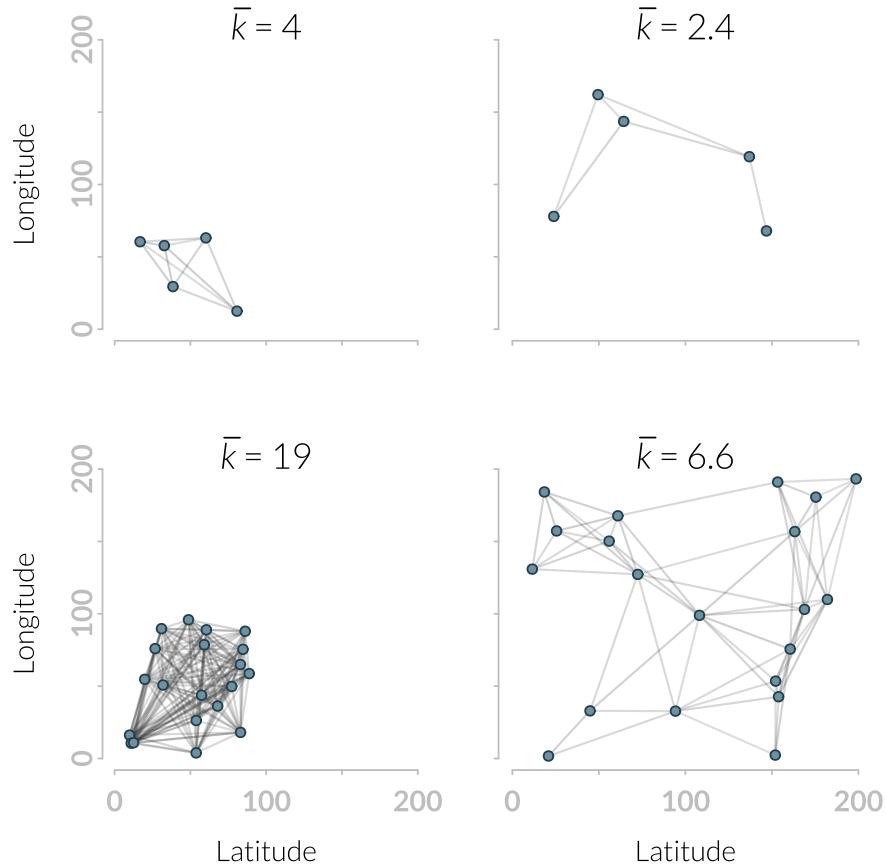 k̅ = 4
k̅ = 2.4
200
100
0
Longitude
k̅ = 19
k̅ = 6.6
200
100
0
Longitude
0 100 200
0 100 200
Latitude
Latitude